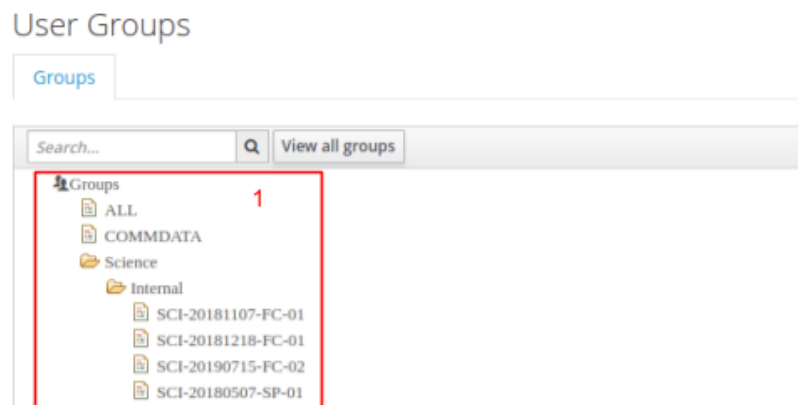 User Groups
Groups
Search... View all groups
Groups
1
ALL
COMMDATA
Science
Internal
SCI-20181107-FC-01
SCI-20181218-FC-01
SCI-20190715-FC-02
SCI-20180507-SP-01